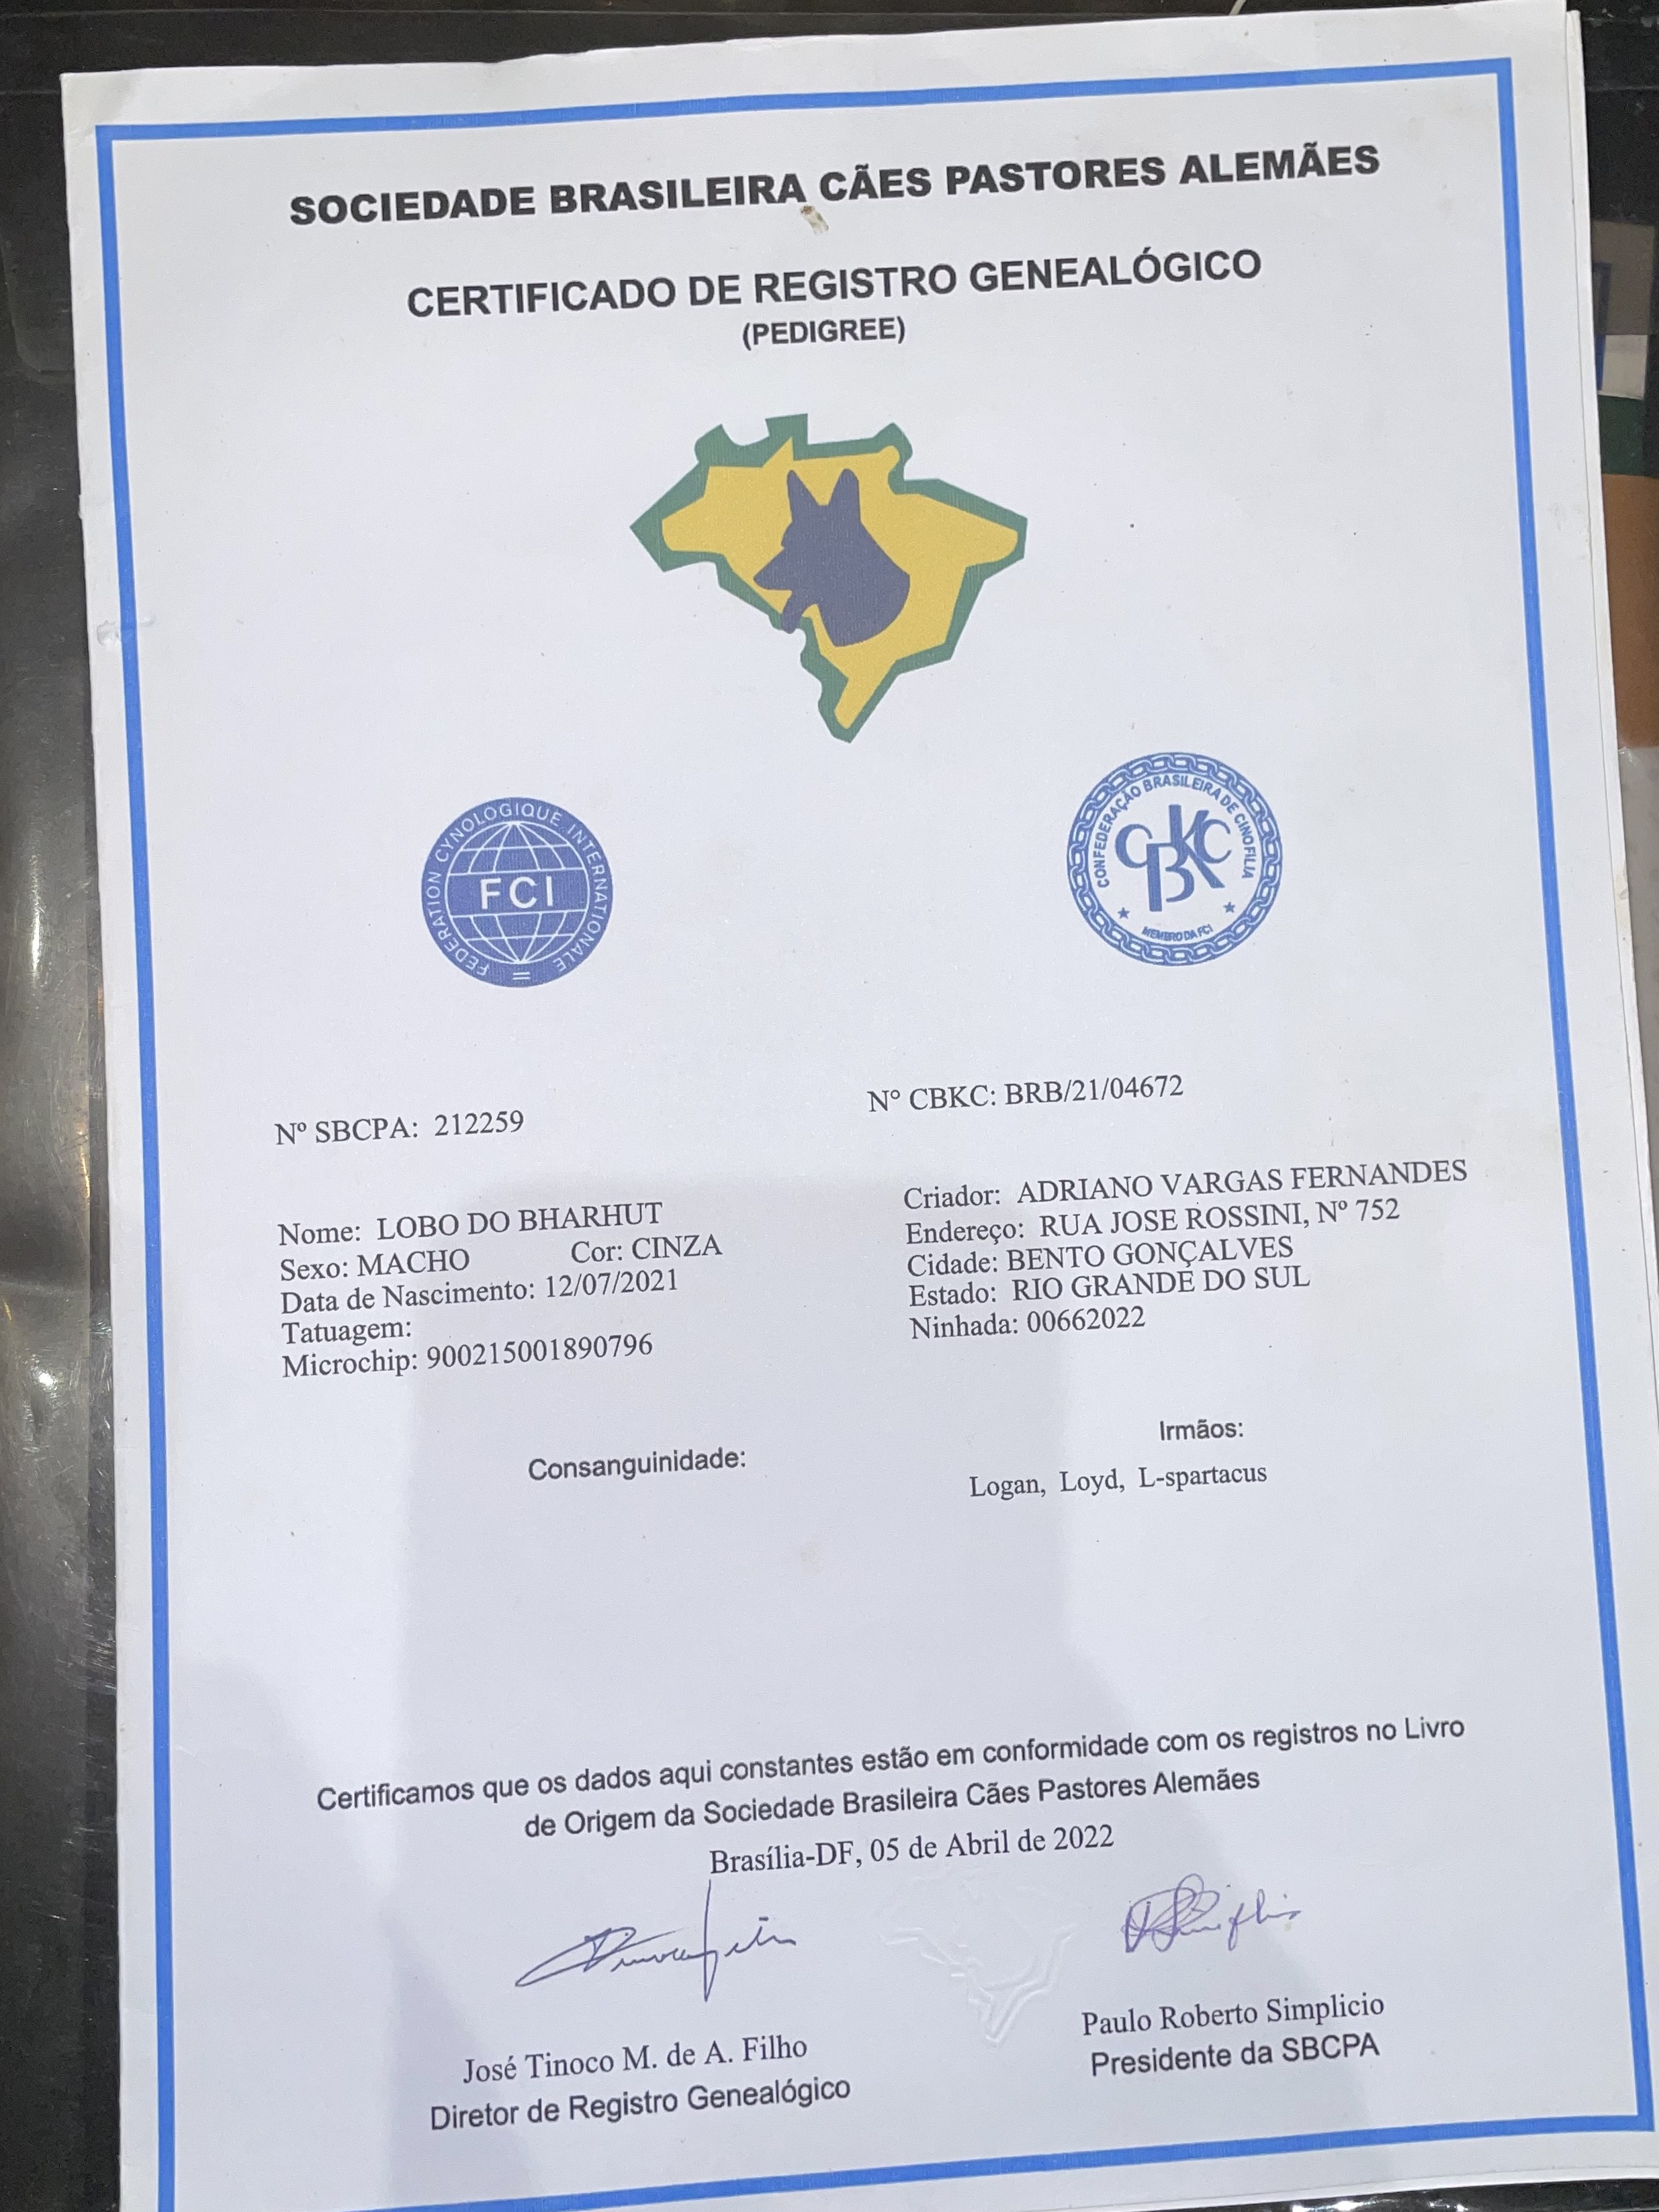 SOCIEDADE BRASILEIRA CÃES PASTORES ALEMÃES
CERTIFICADO DE REGISTRO GENEALÓGICO
(PEDIGREE)
FEDERATION CYNOLOGIQUE INTERNATIONALE
FCI
CONFEDERAÇÃO BRASILEIRA DE CINOFILIA
CBKC
MEMBRO DA FCI
Nº SBCPA: 212259
N° CBKC: BRB/21/04672
Nome: LOBO DO BHARHUT
Sexo: MACHO Cor: CINZA
Data de Nascimento: 12/07/2021
Tatuagem:
Microchip: 900215001890796
Criador: ADRIANO VARGAS FERNANDES
Endereço: RUA JOSE ROSSINI, Nº 752
Cidade: BENTO GONÇALVES
Estado: RIO GRANDE DO SUL
Ninhada: 00662022
Consanguinidade:
Irmãos:
Logan, Loyd, L-spartacus
Certificamos que os dados aqui constantes estão em conformidade com os registros no Livro
de Origem da Sociedade Brasileira Cães Pastores Alemães
Brasília-DF, 05 de Abril de 2022
José Tinoco M. de A. Filho
Diretor de Registro Genealógico
Paulo Roberto Simplicio
Presidente da SBCPA